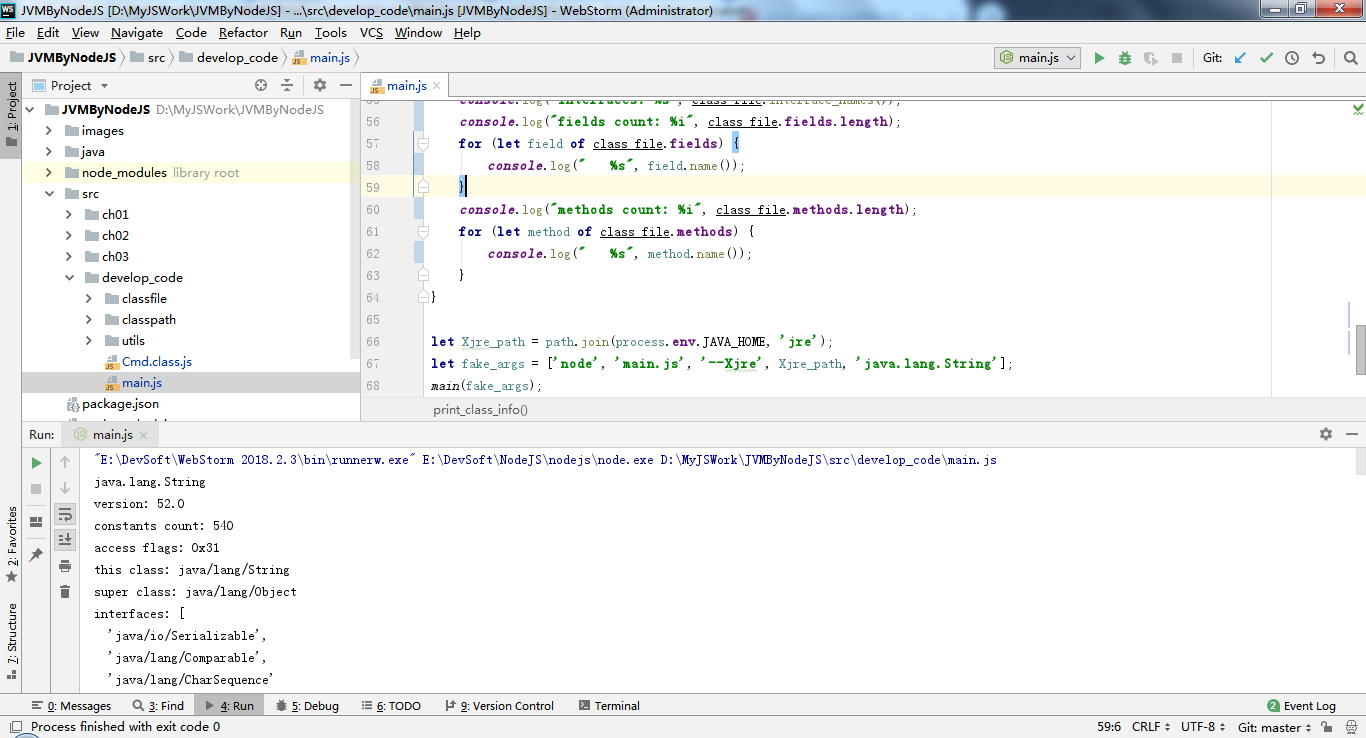 JVMByNodeJS [D:\MyJSWork\JVMByNodeJS] - ...\src\develop_code\main.js [JVMByNodeJS] - WebStorm (Administrator)
File Edit View Navigate Code Refactor Run Tools VCS Window Help
JVMByNodeJS src develop_code main.js main.js Git:
1: Project
Project
main.js
JVMByNodeJS D:\MyJSWork\JVMByNodeJS
images
java
node_modules library root
src
ch01
ch02
ch03
develop_code
classfile
classpath
utils
Cmd.class.js
main.js
package.json
console.log("interfaces: %s", class_file.interface_names());
56 console.log("fields count: %i", class_file.fields.length);
57 for (let field of class_file.fields) {
58 console.log("   %s", field.name());
59 }
60 console.log("methods count: %i", class_file.methods.length);
61 for (let method of class_file.methods) {
62 console.log("   %s", method.name());
63 }
64 }
65
66 let Xjre_path = path.join(process.env.JAVA_HOME, 'jre');
67 let fake_args = ['node', 'main.js', '--Xjre', Xjre_path, 'java.lang.String'];
68 main(fake_args);
print_class_info()
Run: main.js
"E:\DevSoft\WebStorm 2018.2.3\bin\runnerw.exe" E:\DevSoft\NodeJS\nodejs\node.exe D:\MyJSWork\JVMByNodeJS\src\develop_code\main.js
java.lang.String
version: 52.0
constants count: 540
access flags: 0x31
this class: java/lang/String
super class: java/lang/Object
interfaces: [
'java/io/Serializable',
'java/lang/Comparable',
'java/lang/CharSequence'
2: Favorites
7: Structure
0: Messages 3: Find 4: Run 5: Debug 6: TODO 9: Version Control Terminal 2 Event Log
Process finished with exit code 0 59:6 CRLF UTF-8 Git: master